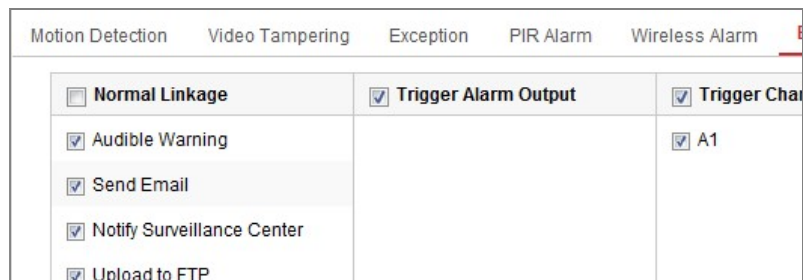 Motion Detection Video Tampering Exception PIR Alarm Wireless Alarm
Normal Linkage Trigger Alarm Output Trigger
Audible Warning A1
Send Email
Notify Surveillance Center
Upload to FTP